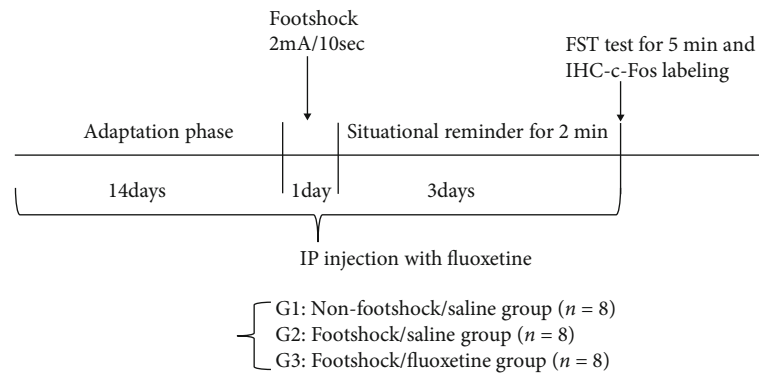 Footshock
2mA/10sec
FST test for 5 min and
IHC-c-Fos labeling
Adaptation phase
Situational reminder for 2 min
14days
1day
3days
IP injection with fluoxetine
G1: Non-footshock/saline group (n = 8)
G2: Footshock/saline group (n = 8)
G3: Footshock/fluoxetine group (n = 8)